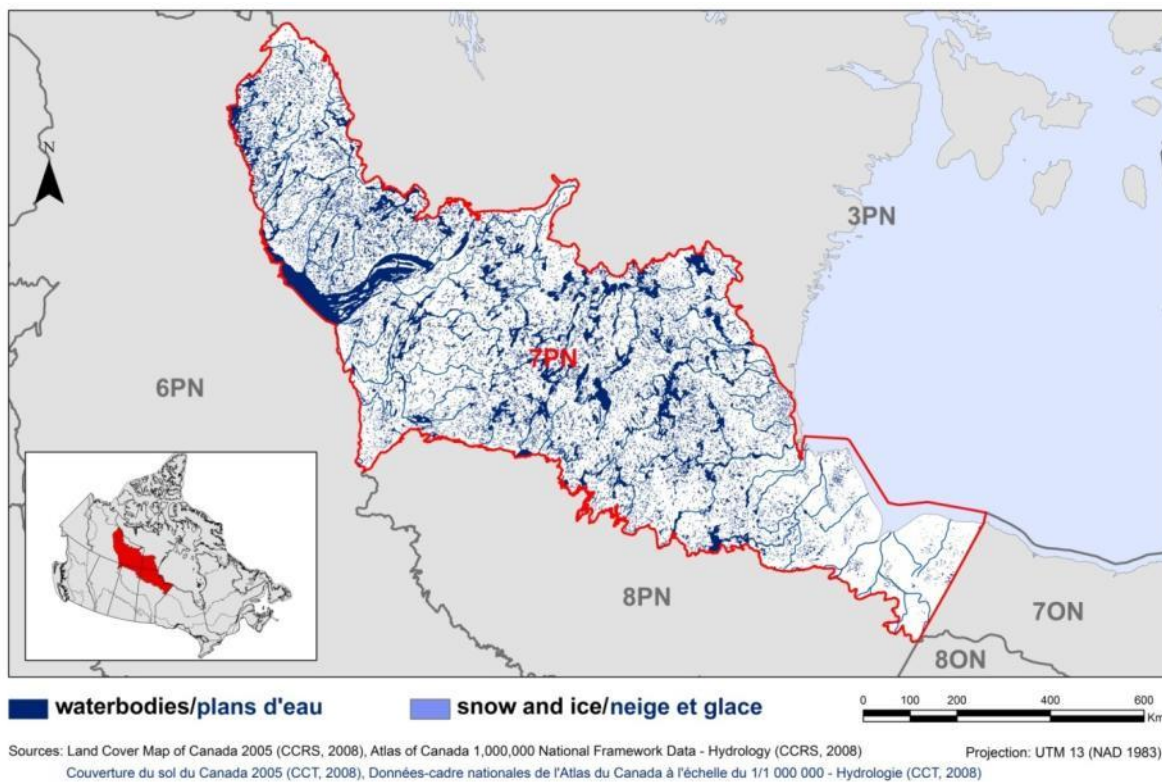 N
3PN
7PN
6PN
8PN
7ON
8ON
waterbodies/plans d'eau
snow and ice/neige et glace
0 100 200 400 600
Km
Sources: Land Cover Map of Canada 2005 (CCRS, 2008), Atlas of Canada 1,000,000 National Framework Data - Hydrology (CCRS, 2008)
Projection: UTM 13 (NAD 1983)
Couverture du sol du Canada 2005 (CCT, 2008), Données-cadre nationales de l'Atlas du Canada à l'échelle du 1/1 000 000 - Hydrologie (CCT, 2008)